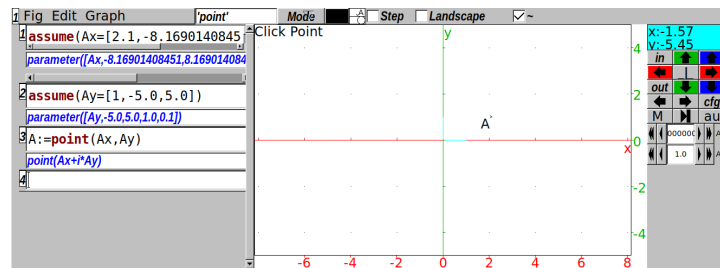 1 Fig Edit Graph 'point' Mode Step Landscape ~
1 assume(Ax=[2.1,-8.1690140845
parameter([Ax,-8.16901408451,8.169014084
2 assume(Ay=[1,-5.0,5.0])
parameter([Ay,-5.0,5.0,1.0,0.1])
3 A:=point(Ax,Ay)
point(Ax+i*Ay)
4
Click Point
y
4
2
A
0
x
-2
-4
-6 -4 -2 0 2 4 6 8
x:-1.57
y:-5.45
in
_|_
out
cfg
M au
000000 A
1.0 A